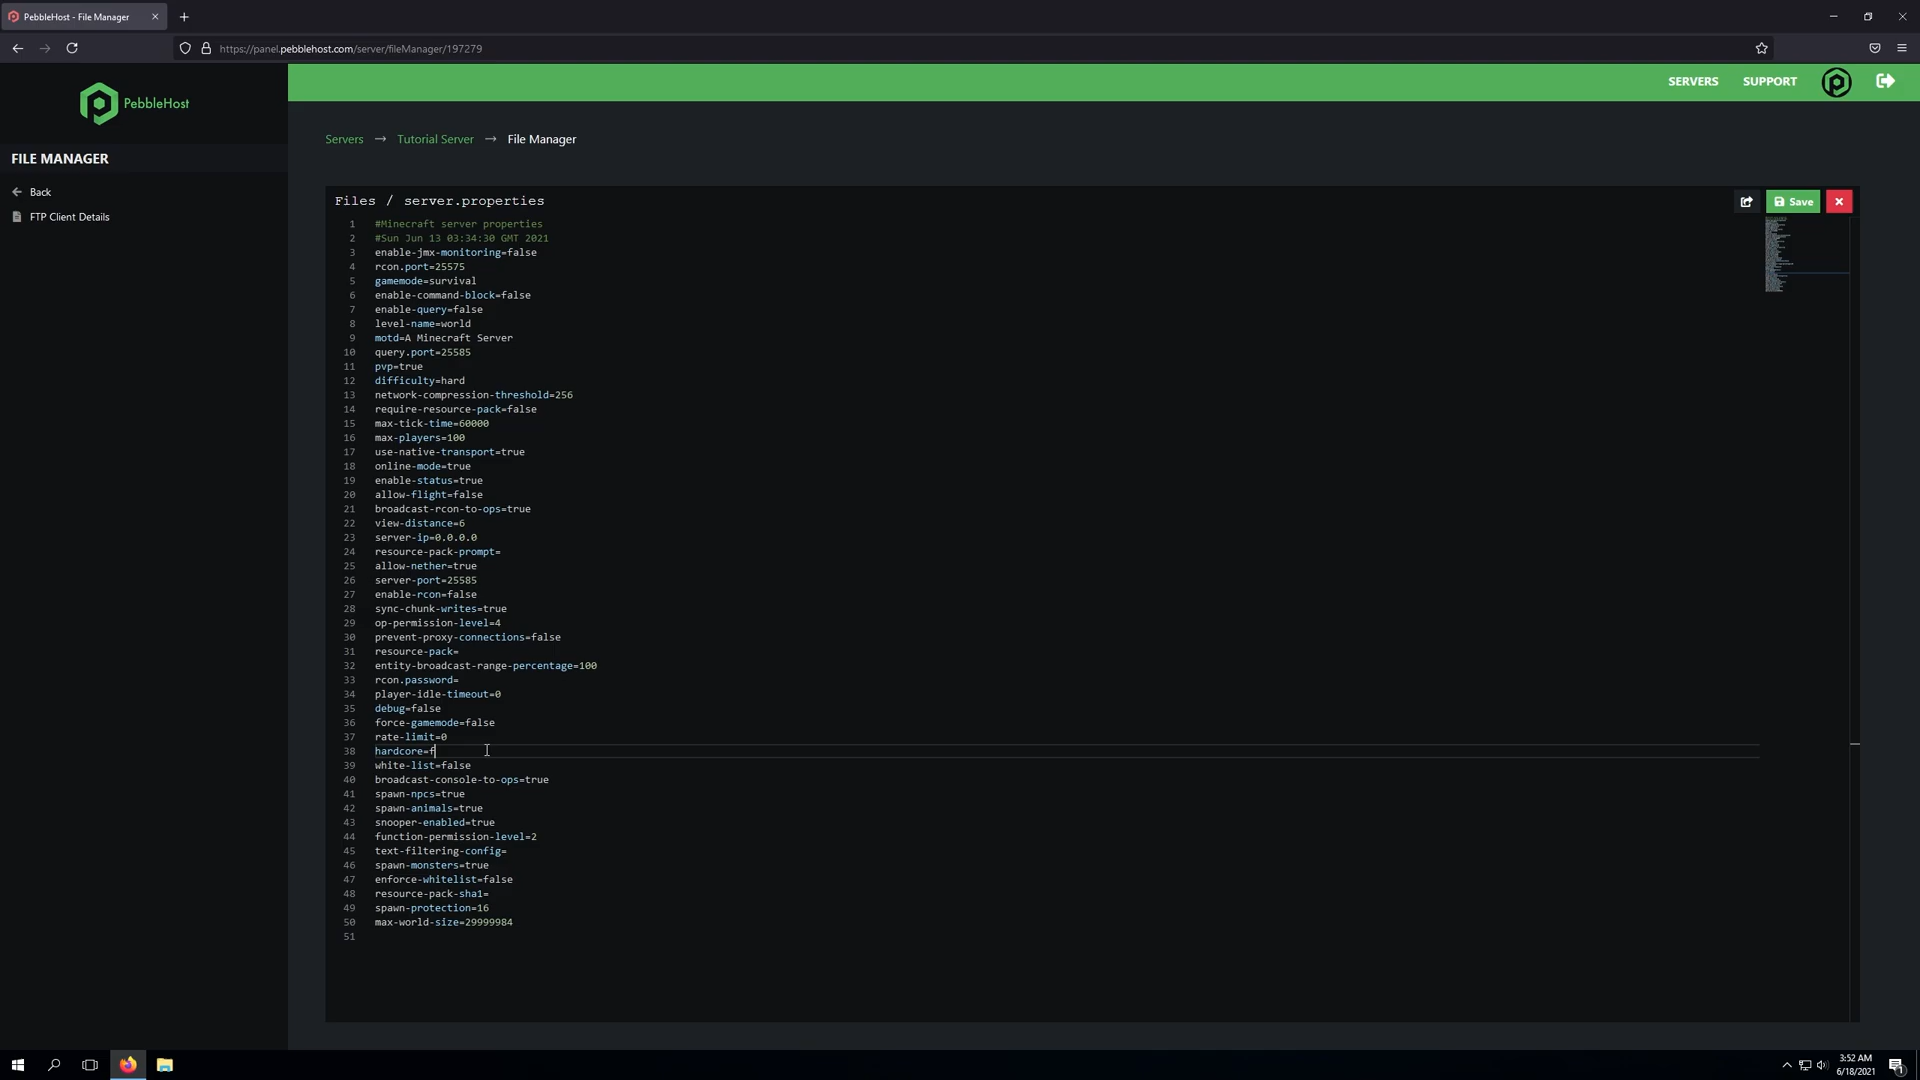 PebbleHost - File Manager
https://panel.pebblehost.com/server/fileManager/197279
PebbleHost
SERVERS
SUPPORT
FILE MANAGER
Back
FTP Client Details
Servers → Tutorial Server → File Manager
Files / server.properties
Save
1 #Minecraft server properties
2 #Sun Jun 13 03:34:30 GMT 2021
3 enable-jmx-monitoring=false
4 rcon.port=25575
5 gamemode=survival
6 enable-command-block=false
7 enable-query=false
8 level-name=world
9 motd=A Minecraft Server
10 query.port=25585
11 pvp=true
12 difficulty=hard
13 network-compression-threshold=256
14 require-resource-pack=false
15 max-tick-time=60000
16 max-players=100
17 use-native-transport=true
18 online-mode=true
19 enable-status=true
20 allow-flight=false
21 broadcast-rcon-to-ops=true
22 view-distance=6
23 server-ip=0.0.0.0
24 resource-pack-prompt=
25 allow-nether=true
26 server-port=25585
27 enable-rcon=false
28 sync-chunk-writes=true
29 op-permission-level=4
30 prevent-proxy-connections=false
31 resource-pack=
32 entity-broadcast-range-percentage=100
33 rcon.password=
34 player-idle-timeout=0
35 debug=false
36 force-gamemode=false
37 rate-limit=0
38 hardcore=f
39 white-list=false
40 broadcast-console-to-ops=true
41 spawn-npcs=true
42 spawn-animals=true
43 snooper-enabled=true
44 function-permission-level=2
45 text-filtering-config=
46 spawn-monsters=true
47 enforce-whitelist=false
48 resource-pack-sha1=
49 spawn-protection=16
50 max-world-size=29999984
51
3:52 AM
6/18/2021